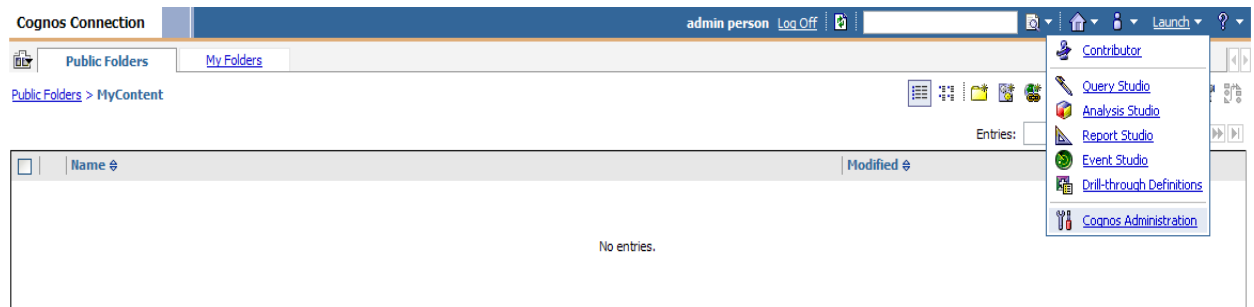 Cognos Connection admin person Log Off Launch ?
Public Folders My Folders
Contributor
Public Folders > MyContent
Query Studio
Analysis Studio
Entries:
Report Studio
Name Modified
Event Studio
Drill-through Definitions
Cognos Administration
No entries.